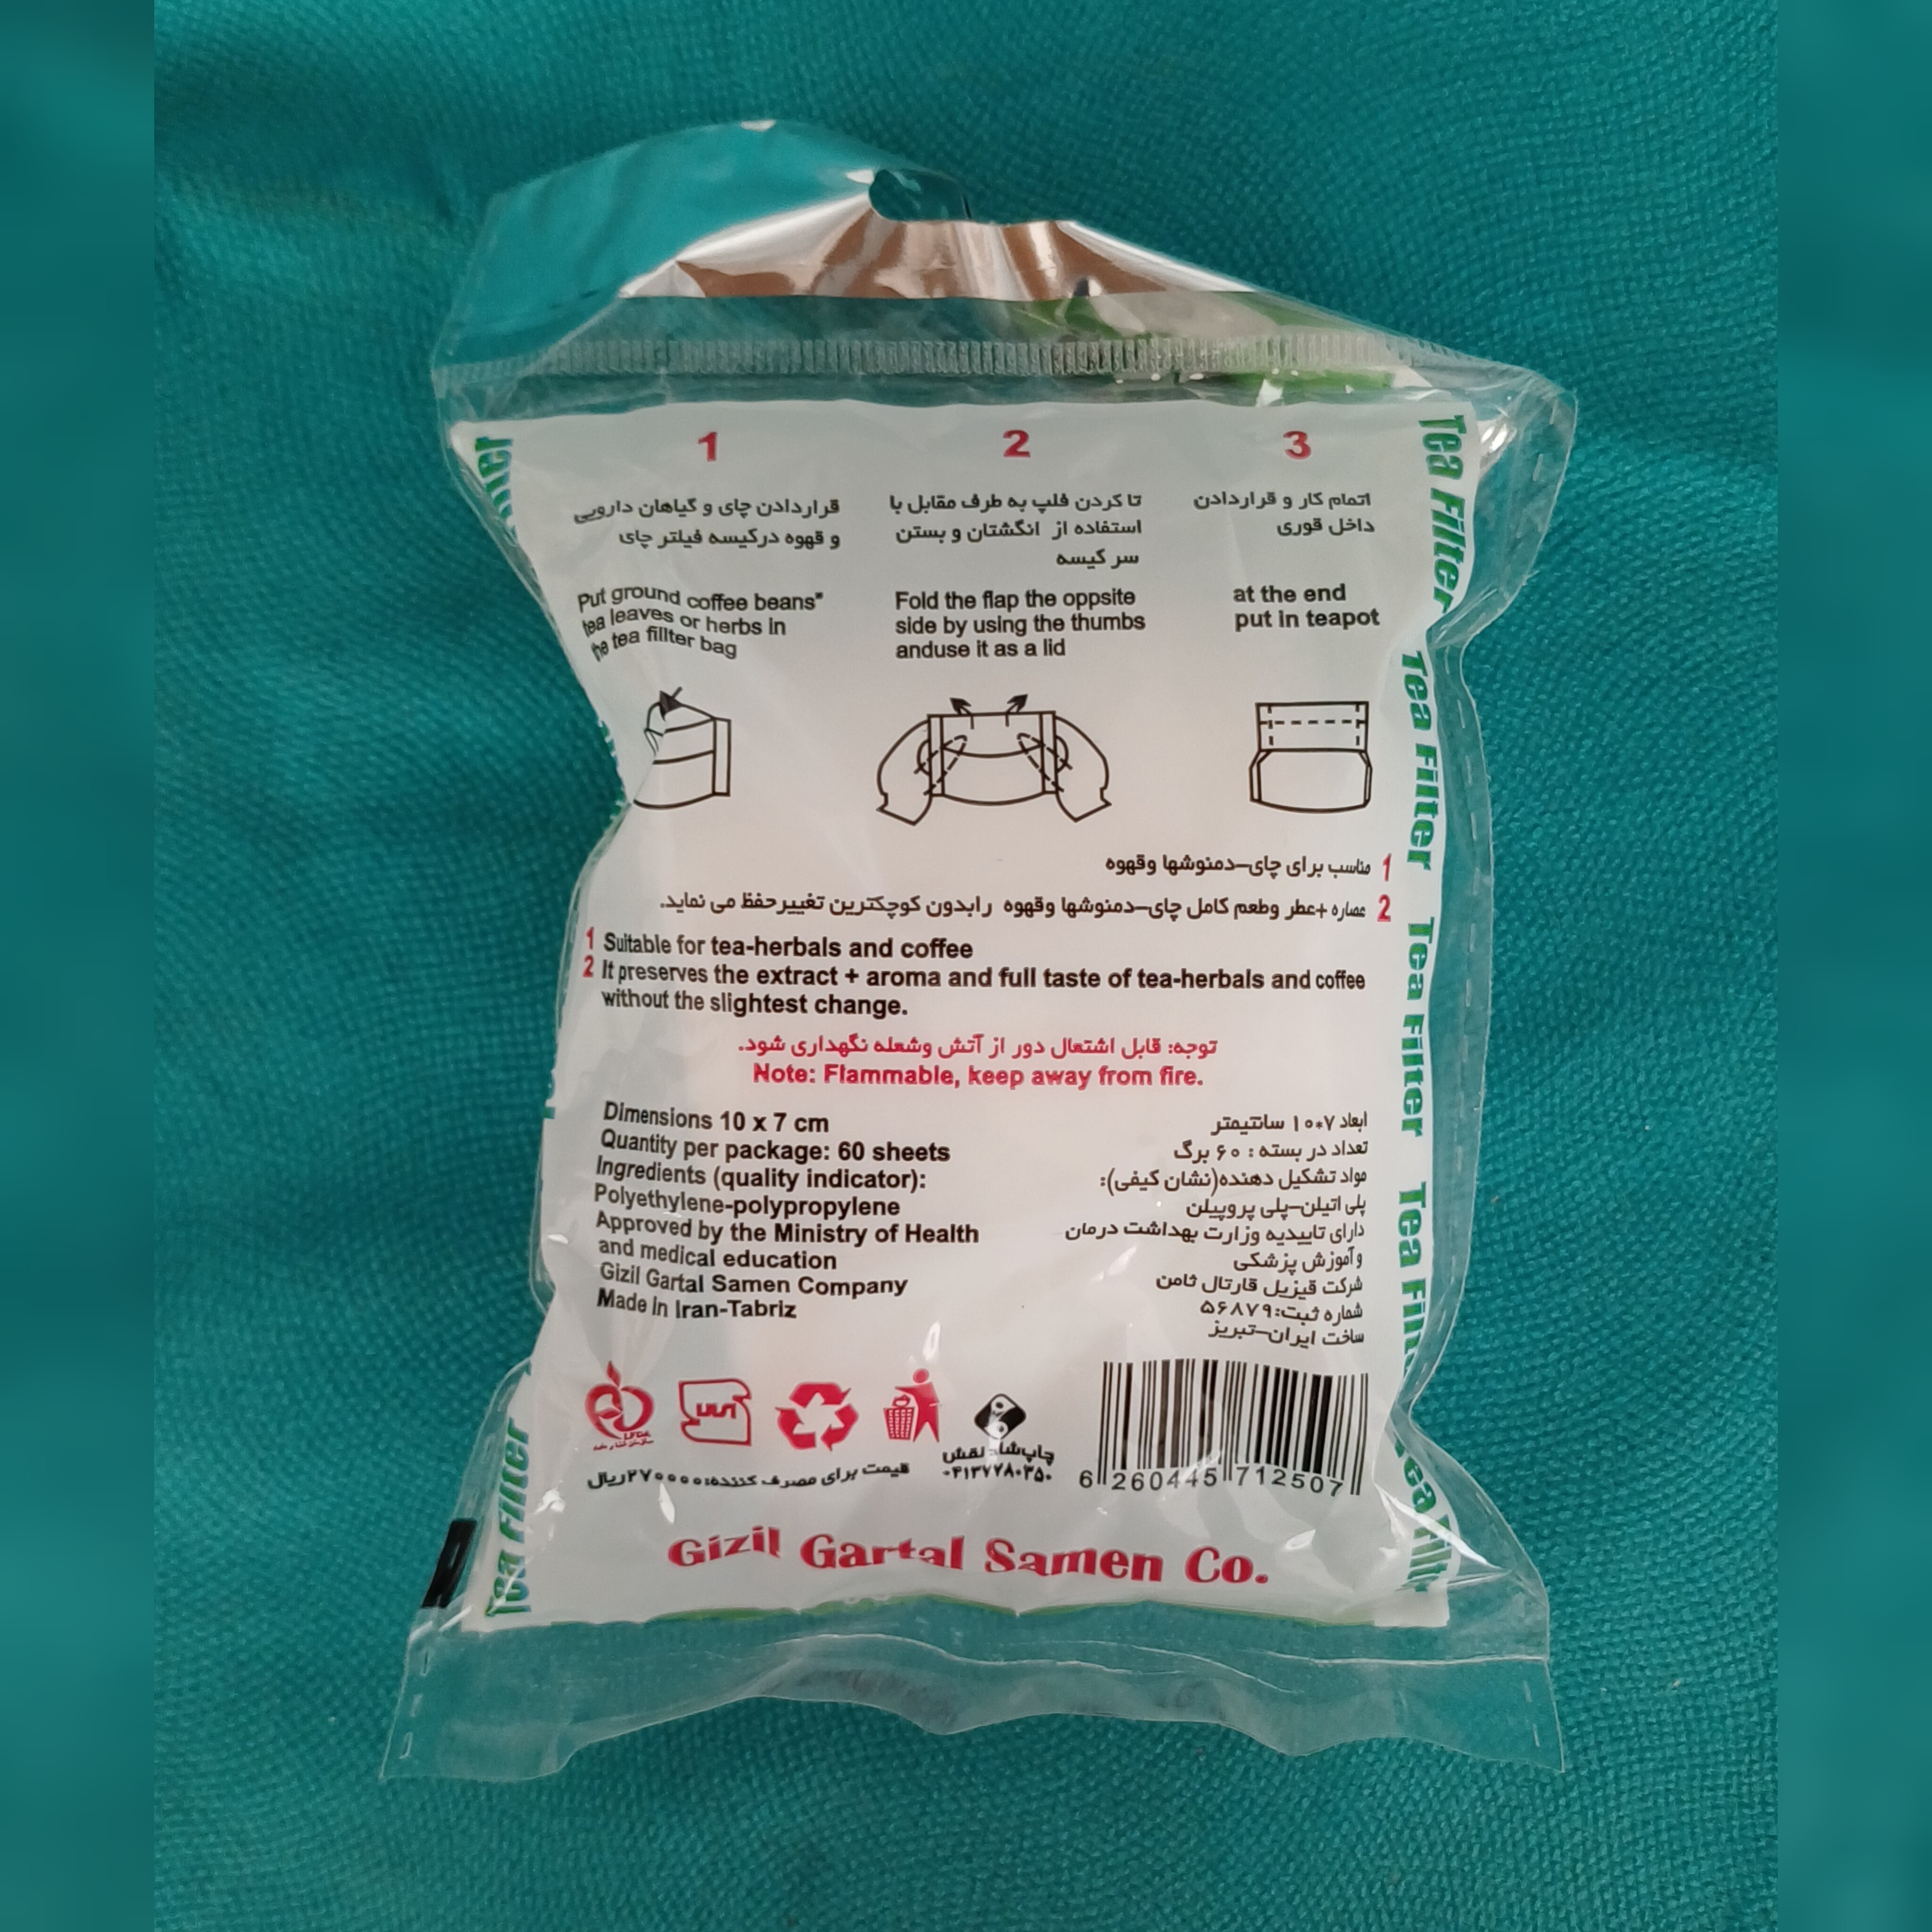 1
2
3
قراردادن چای و گیاهان دارویی
و قهوه درکیسه فیلتر چای
تا کردن فلپ به طرف مقابل با
استفاده از انگشتان و بستن
سر کیسه
اتمام کار و قراردادن
داخل قوری
Put ground coffee beans"
tea leaves or herbs in
the tea fillter bag
Fold the flap the oppsite
side by using the thumbs
anduse it as a lid
at the end
put in teapot
1 مناسب برای چای-دمنوشها وقهوه
2 عصاره +عطر وطعم کامل چای-دمنوشها وقهوه رابدون کوچکترین تغییرحفظ می نماید.
1 Suitable for tea-herbals and coffee
2 It preserves the extract + aroma and full taste of tea-herbals and coffee
without the slightest change.
توجه: قابل اشتعال دور از آتش وشعله نگهداری شود.
Note: Flammable, keep away from fire.
Dimensions 10 x 7 cm
Quantity per package: 60 sheets
Ingredients (quality indicator):
Polyethylene-polypropylene
Approved by the Ministry of Health
and medical education
Gizil Gartal Samen Company
Made in Iran-Tabriz
ابعاد ۷*۱۰ سانتیمتر
تعداد در بسته : ۶۰ برگ
مواد تشکیل دهنده(نشان کیفی):
پلی اتیلن-پلی پروپیلن
دارای تاییدیه وزارت بهداشت درمان
وآموزش پزشکی
شرکت قیزیل قارتال ثامن
شماره ثبت:۵۶۸۷۹
ساخت ایران-تبریز
قیمت برای مصرف کننده:۲۷۰۰۰۰ریال
چاپ نقش
۰۴۱۳۷۷۸۰۳۵۰
6 260445 712507
Gizil Gartal Samen Co.
Tea Filter
Tea Filter
Tea Filter
Tea Filter
Tea Filter